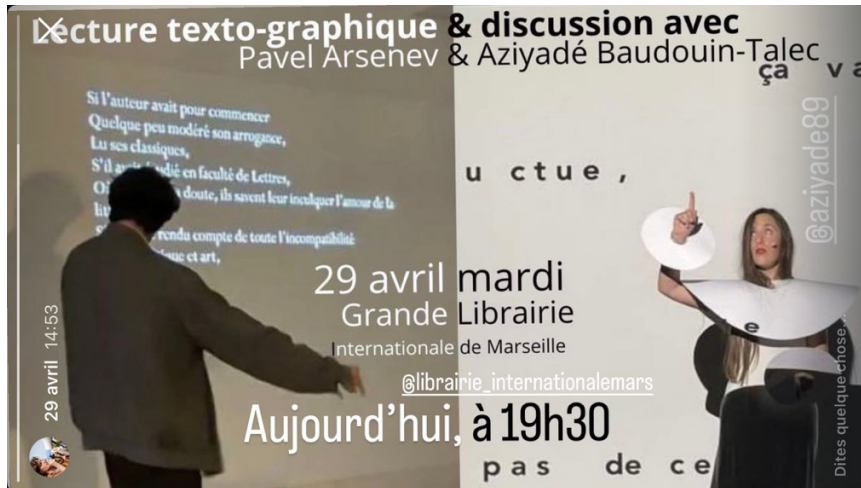 Lecture texto-graphique & discussion avec
Pavel Arsenev & Aziyadé Baudouin-Talec
ça va
@aziyade89
Si l'auteur avait pour commencer
Quelque peu modéré son arrogance,
Lu ses classiques,
S'il étudié en faculté de Lettres,
doute, ils savent leur inculquer l'amour de la
rendu compte de toute l'incompatibilité
et art,
u ctue,
29 avril mardi
Grande Librairie
Internationale de Marseille
@librairie_internationalemars
Aujourd'hui, à 19h30
e
pas de ce
29 avril 14:53
Dites quelque chose...